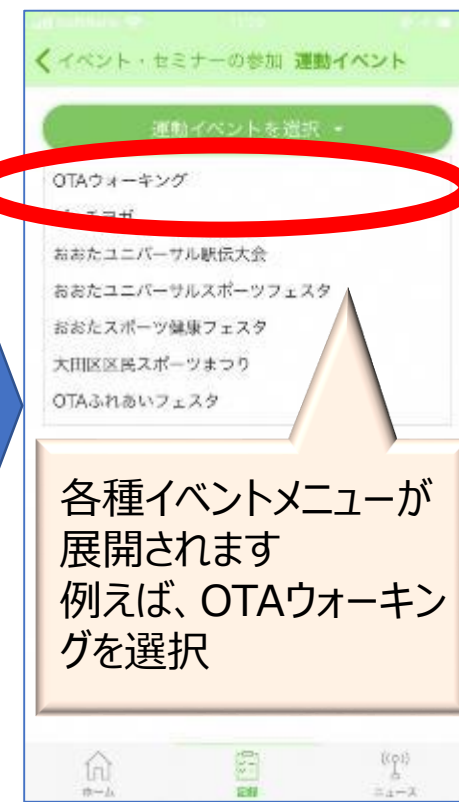 イベント・セミナーの参加 運動イベント
運動イベントを選択
OTAウォーキング
おおたユニバーサル駅伝大会
おおたユニバーサルスポーツフェスタ
おおたスポーツ健康フェスタ
大田区区民スポーツまつり
OTAふれあいフェスタ
各種イベントメニューが
展開されます
例えば、OTAウォーキン
グを選択
ホーム
記録
ニュース